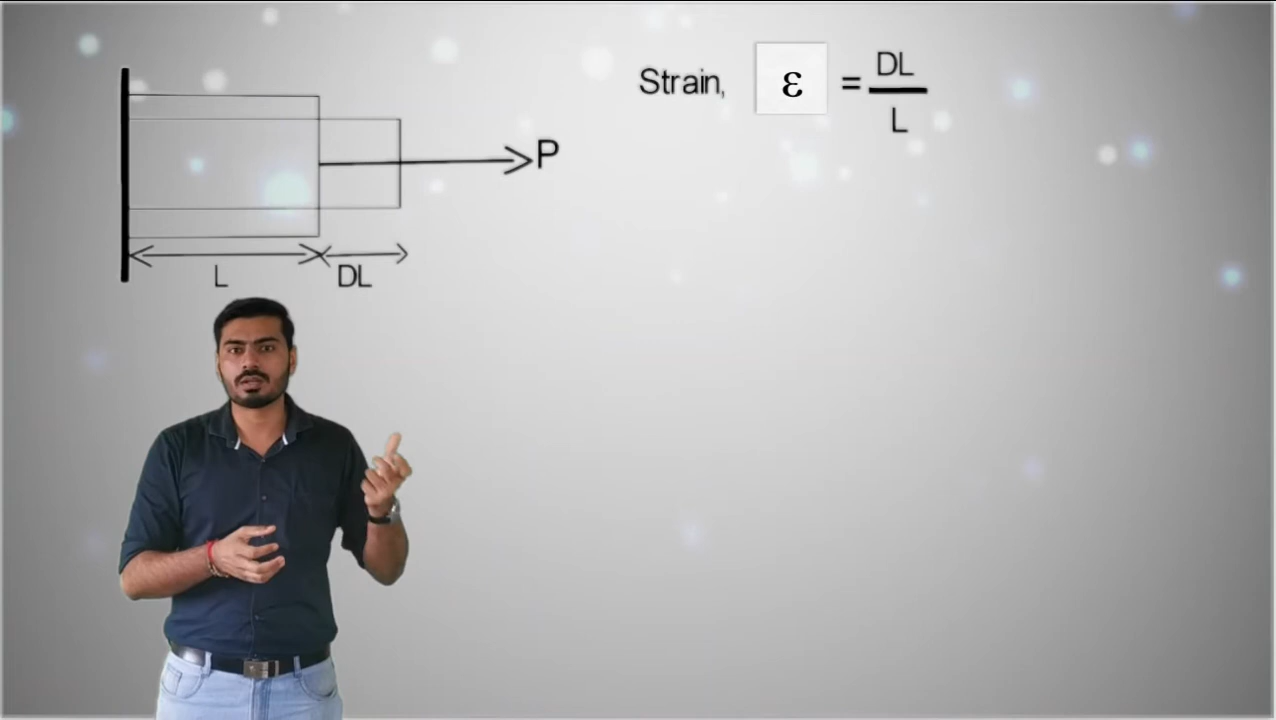 P
L
DL
Strain, ε = DL
L